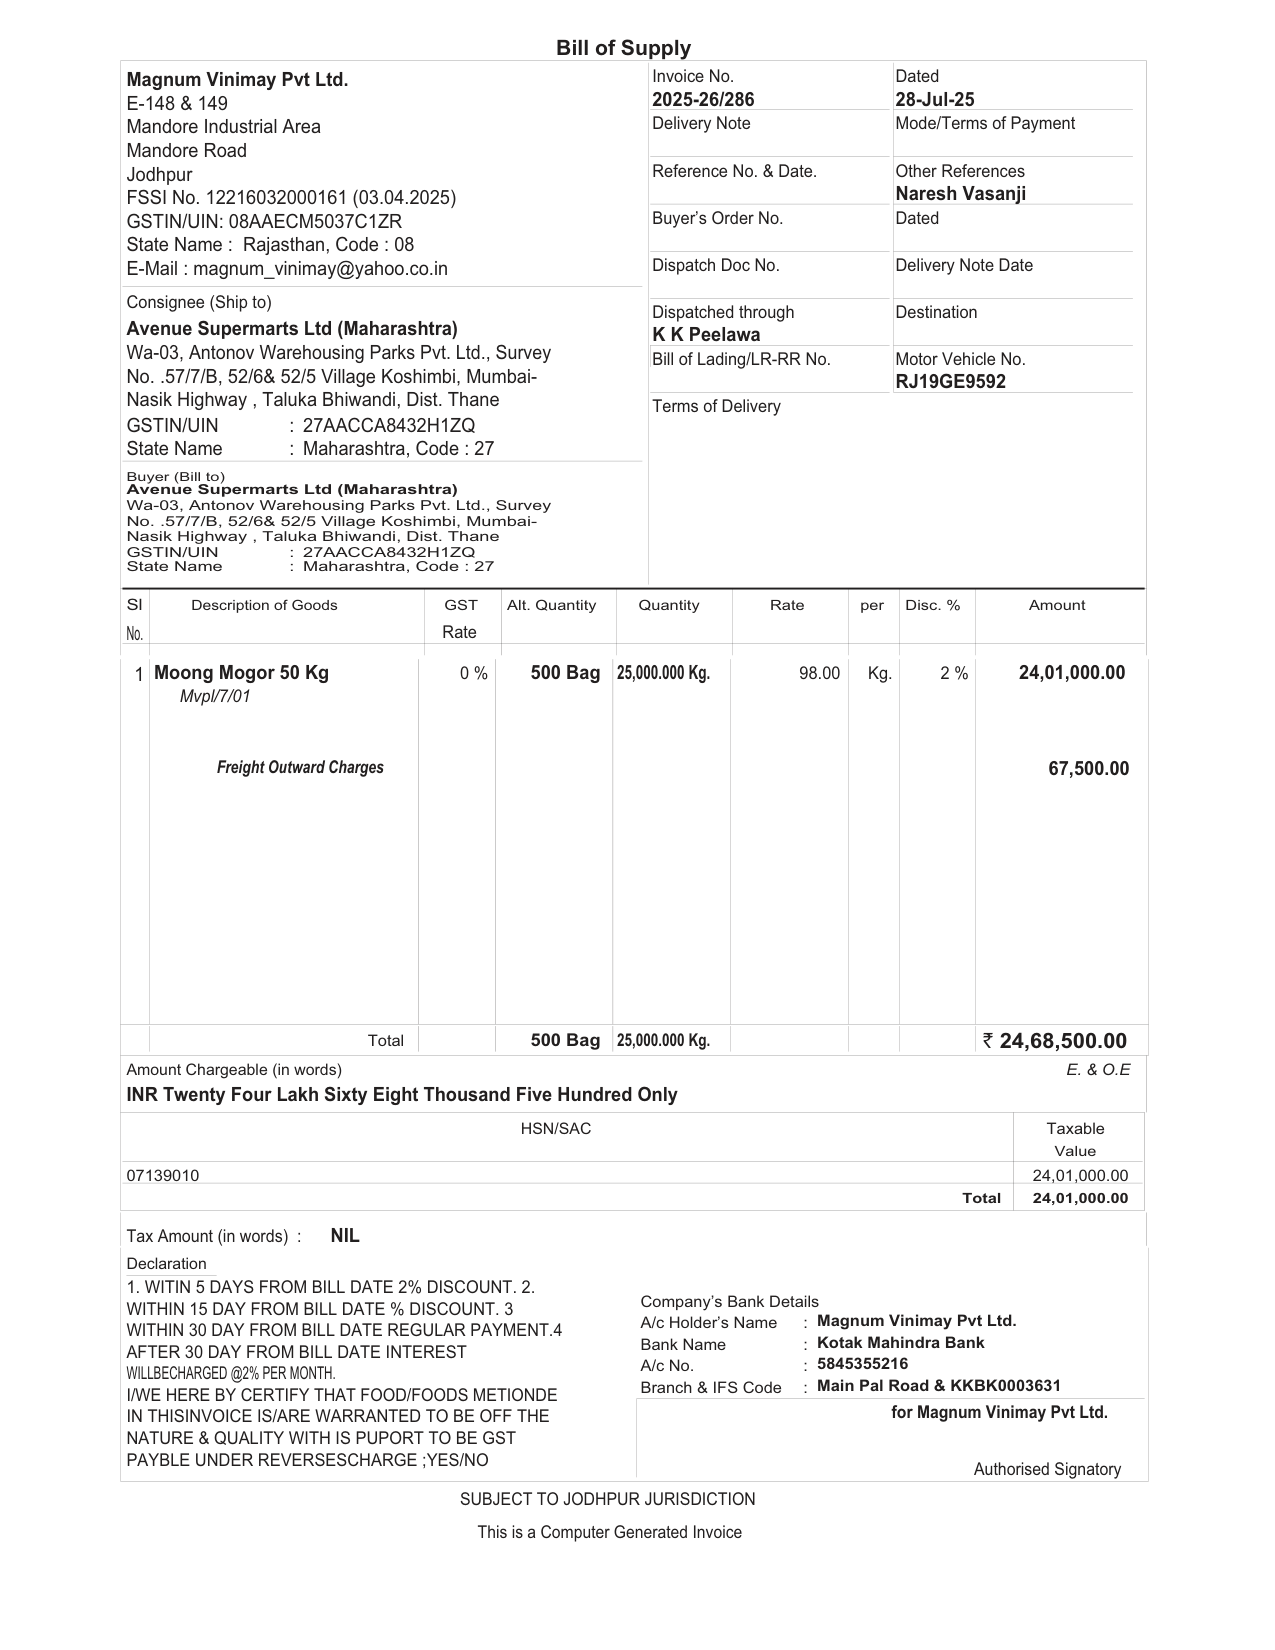 Bill of Supply
Magnum Vinimay Pvt Ltd.
E-148 & 149
Mandore Industrial Area
Mandore Road
Jodhpur
FSSI No. 12216032000161 (03.04.2025)
GSTIN/UIN: 08AAECM5037C1ZR
State Name : Rajasthan, Code : 08
E-Mail : magnum_vinimay@yahoo.co.in
Invoice No. Dated
2025-26/286 28-Jul-25
Delivery Note Mode/Terms of Payment
Reference No. & Date. Other References
Naresh Vasanji
Buyer’s Order No. Dated
Dispatch Doc No. Delivery Note Date
Dispatched through Destination
K K Peelawa
Bill of Lading/LR-RR No. Motor Vehicle No.
RJ19GE9592
Terms of Delivery
Consignee (Ship to)
Avenue Supermarts Ltd (Maharashtra)
Wa-03, Antonov Warehousing Parks Pvt. Ltd., Survey
No. .57/7/B, 52/6& 52/5 Village Koshimbi, Mumbai-
Nasik Highway , Taluka Bhiwandi, Dist. Thane
GSTIN/UIN : 27AACCA8432H1ZQ
State Name : Maharashtra, Code : 27
Buyer (Bill to)
Avenue Supermarts Ltd (Maharashtra)
Wa-03, Antonov Warehousing Parks Pvt. Ltd., Survey
No. .57/7/B, 52/6& 52/5 Village Koshimbi, Mumbai-
Nasik Highway , Taluka Bhiwandi, Dist. Thane
GSTIN/UIN : 27AACCA8432H1ZQ
State Name : Maharashtra, Code : 27
SI Description of Goods GST Alt. Quantity Quantity Rate per Disc. % Amount
No. Rate
1 Moong Mogor 50 Kg 0 % 500 Bag 25,000.000 Kg. 98.00 Kg. 2 % 24,01,000.00
Mvpl/7/01
Freight Outward Charges 67,500.00
Total 500 Bag 25,000.000 Kg. ₹ 24,68,500.00
Amount Chargeable (in words) E. & O.E
INR Twenty Four Lakh Sixty Eight Thousand Five Hundred Only
HSN/SAC Taxable
Value
07139010 24,01,000.00
Total 24,01,000.00
Tax Amount (in words) : NIL
Declaration
1. WITIN 5 DAYS FROM BILL DATE 2% DISCOUNT. 2.
WITHIN 15 DAY FROM BILL DATE % DISCOUNT. 3
WITHIN 30 DAY FROM BILL DATE REGULAR PAYMENT.4
AFTER 30 DAY FROM BILL DATE INTEREST
WILLBECHARGED @2% PER MONTH.
I/WE HERE BY CERTIFY THAT FOOD/FOODS METIONDE
IN THISINVOICE IS/ARE WARRANTED TO BE OFF THE
NATURE & QUALITY WITH IS PUPORT TO BE GST
PAYBLE UNDER REVERSESCHARGE ;YES/NO
Company’s Bank Details
A/c Holder’s Name : Magnum Vinimay Pvt Ltd.
Bank Name : Kotak Mahindra Bank
A/c No. : 5845355216
Branch & IFS Code : Main Pal Road & KKBK0003631
for Magnum Vinimay Pvt Ltd.
Authorised Signatory
SUBJECT TO JODHPUR JURISDICTION
This is a Computer Generated Invoice